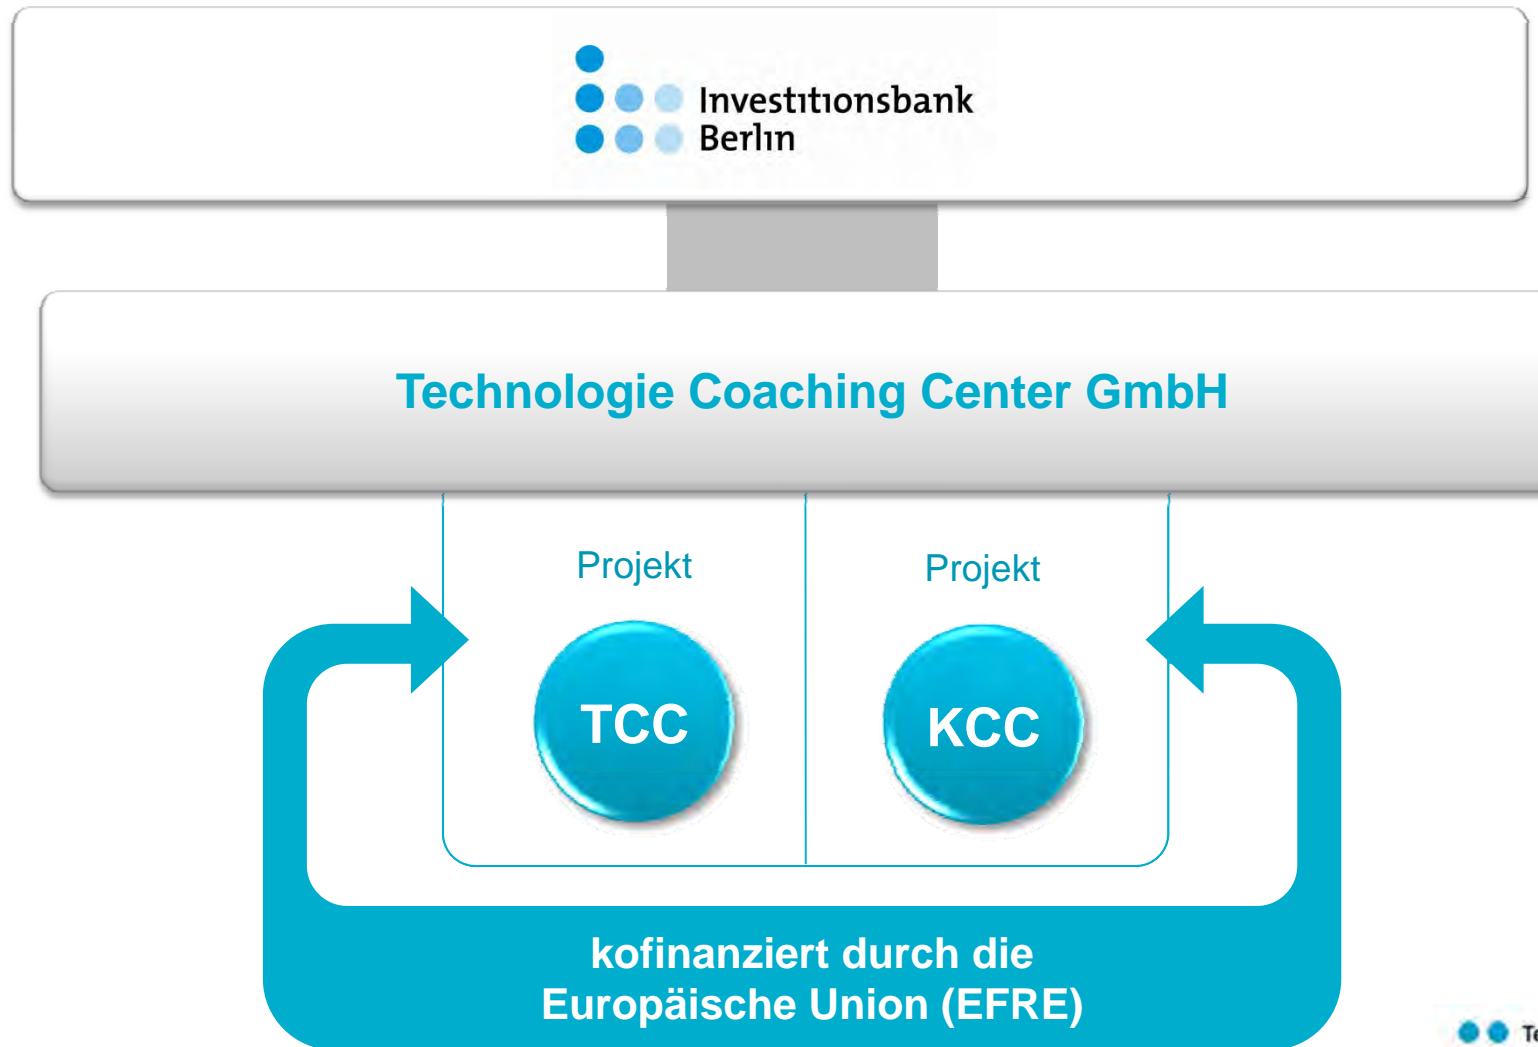 Investitionsbank
Berlin
Technologie Coaching Center GmbH
Projekt
Projekt
TCC
KCC
kofinanziert durch die
Europäische Union (EFRE)